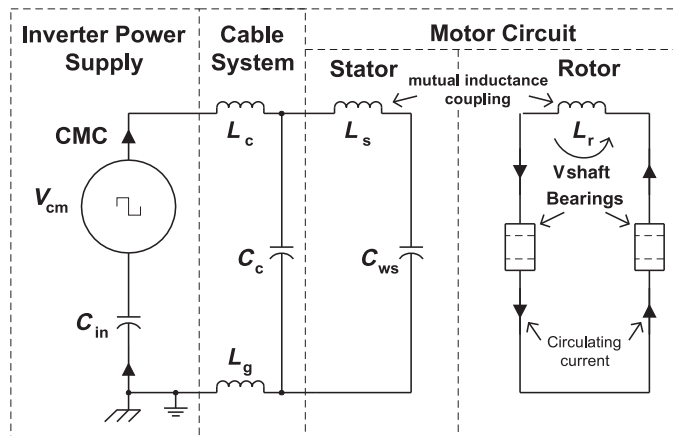 Inverter Power
Supply
Cable
System
Motor Circuit
Stator
Rotor
mutual inductance
coupling
CMC
Lc
Ls
Lr
Vshaft
Bearings
Vcm
Cc
Cws
Cin
Lg
Circulating
current